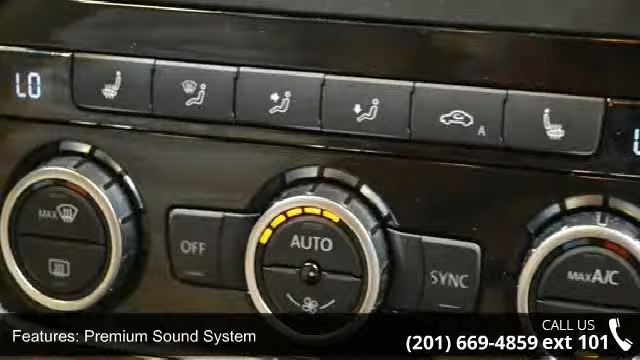 LO
A
MAX
OFF
AUTO
SYNC
MAX A/C
Features: Premium Sound System
CALL US
(201) 669-4859 ext 101